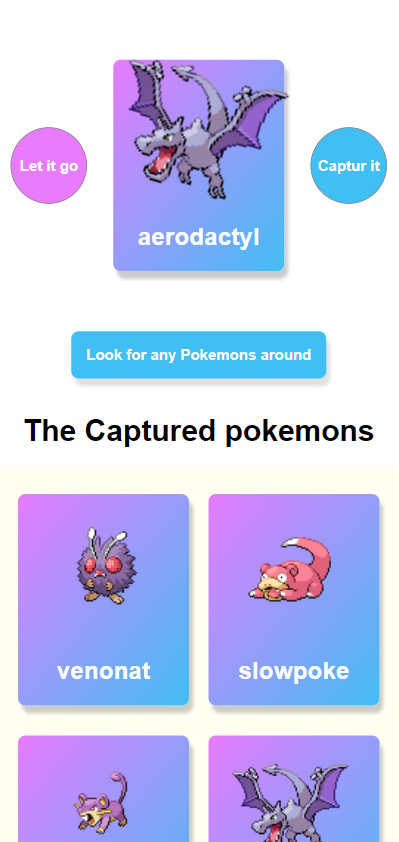 Let it go
Captur it
aerodactyl
Look for any Pokemons around
The Captured pokemons
venonat
slowpoke